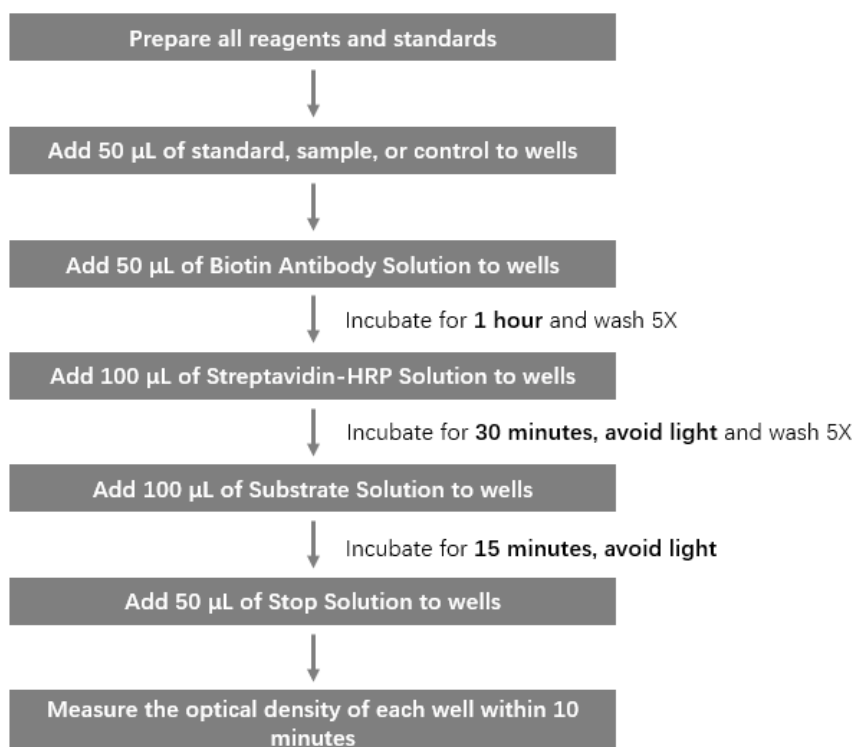 Prepare all reagents and standards
Add 50 µL of standard, sample, or control to wells
Add 50 µL of Biotin Antibody Solution to wells
Incubate for 1 hour and wash 5X
Add 100 µL of Streptavidin-HRP Solution to wells
Incubate for 30 minutes, avoid light and wash 5X
Add 100 µL of Substrate Solution to wells
Incubate for 15 minutes, avoid light
Add 50 µL of Stop Solution to wells
Measure the optical density of each well within 10
minutes